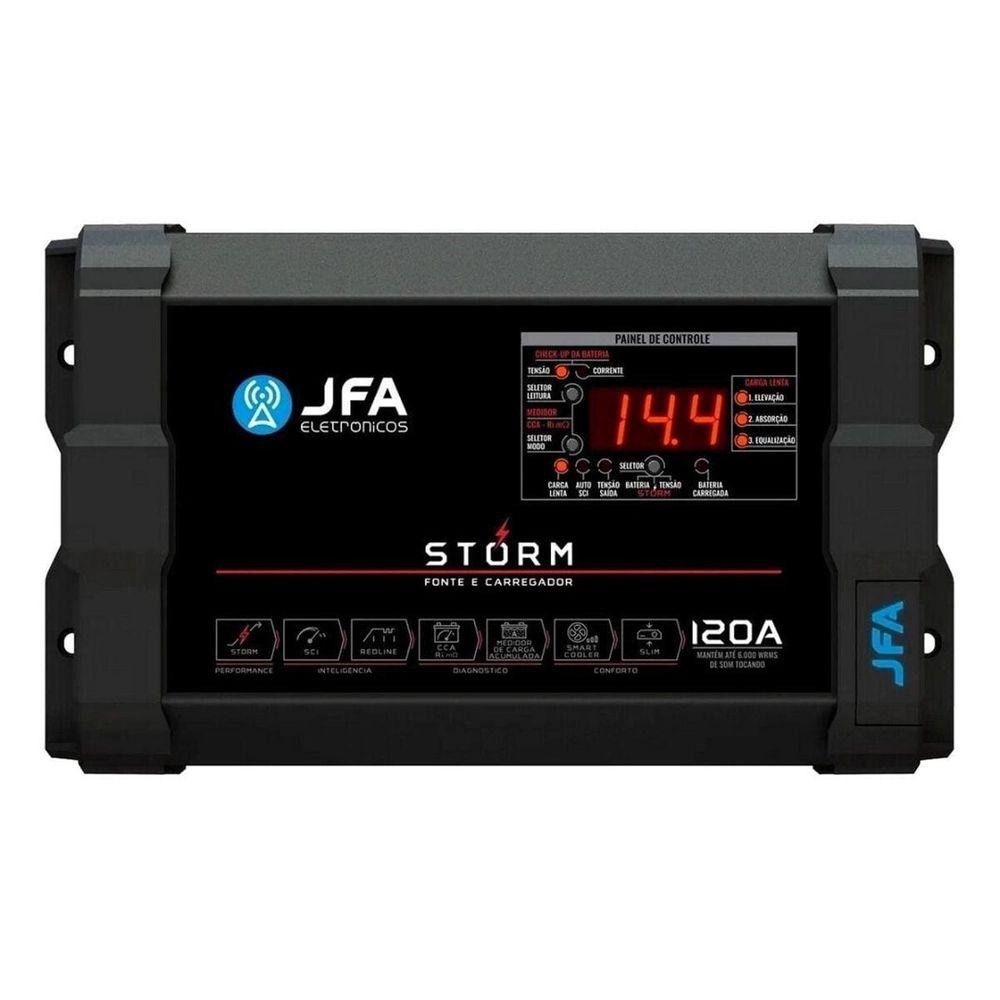 JFA
ELETRONICOS
PAINEL DE CONTROLE
CHECK-UP DA BATERIA
TENSÃO
CORRENTE
SELETOR
LEITURA
MEDIDOR
CCA - Ri mΩ
SELETOR
MODO
14.4
CARGA LENTA
1. ELEVAÇÃO
2. ABSORÇÃO
3. EQUALIZAÇÃO
CARGA
LENTA
AUTO
SCI
TENSÃO
SAÍDA
SELETOR
BATERIA
TENSÃO
STORM
BATERIA
CARREGADA
STORM
FONTE E CARREGADOR
STORM
SCI
REDLINE
CCA
Ri mΩ
MEDIDOR
DE CARGA
ACUMULADA
SMART
COOLER
SLIM
PERFORMANCE
INTELIGÊNCIA
DIAGNOSTICO
CONFORTO
120A
MANTÉM ATÉ 6.000 WRMS
DE SOM TOCANDO
JFA